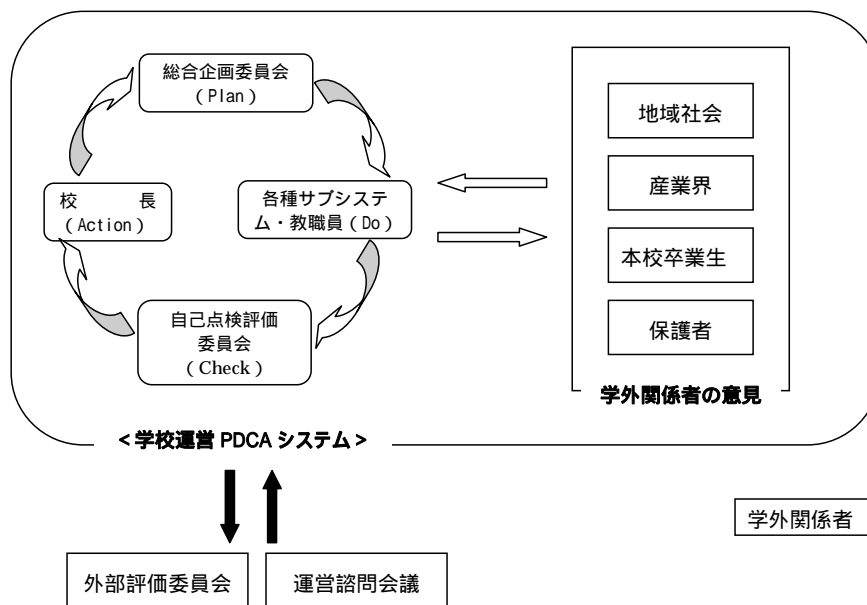 総合企画委員会
(Plan)
校　　　長
(Action)
各種サブシステ
ム・教職員(Do)
自己点検評価
委員会
(Check)
地域社会
産業界
本校卒業生
保護者
学外関係者の意見
<学校運営 PDCA システム>
学外関係者
外部評価委員会
運営諮問会議